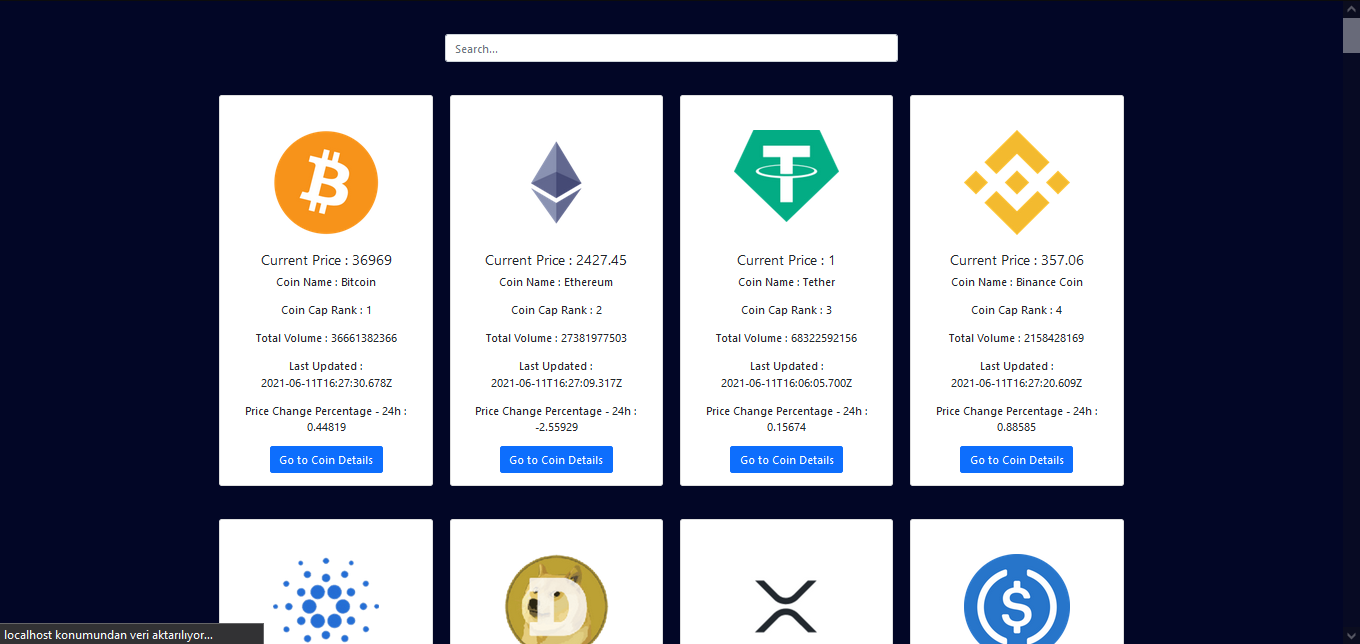 Search...
Current Price : 36969
Coin Name : Bitcoin
Coin Cap Rank : 1
Total Volume : 36661382366
Last Updated :
2021-06-11T16:27:30.678Z
Price Change Percentage - 24h :
0.44819
Go to Coin Details
Current Price : 2427.45
Coin Name : Ethereum
Coin Cap Rank : 2
Total Volume : 27381977503
Last Updated :
2021-06-11T16:27:09.317Z
Price Change Percentage - 24h :
-2.55929
Go to Coin Details
Current Price : 1
Coin Name : Tether
Coin Cap Rank : 3
Total Volume : 68322592156
Last Updated :
2021-06-11T16:06:05.700Z
Price Change Percentage - 24h :
0.15674
Go to Coin Details
Current Price : 357.06
Coin Name : Binance Coin
Coin Cap Rank : 4
Total Volume : 2158428169
Last Updated :
2021-06-11T16:27:20.609Z
Price Change Percentage - 24h :
0.88585
Go to Coin Details
localhost konumundan veri aktarılıyor...